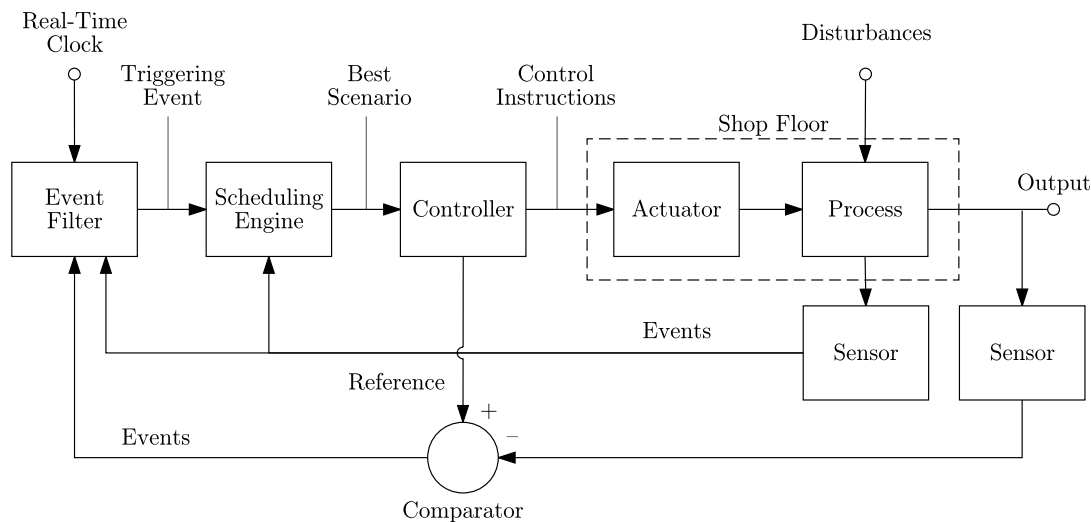 Real-Time
Clock
Disturbances
Triggering
Event
Best
Scenario
Control
Instructions
Shop Floor
Event
Filter
Scheduling
Engine
Controller
Actuator
Process
Output
Events
Sensor
Sensor
Reference
+
−
Events
Comparator